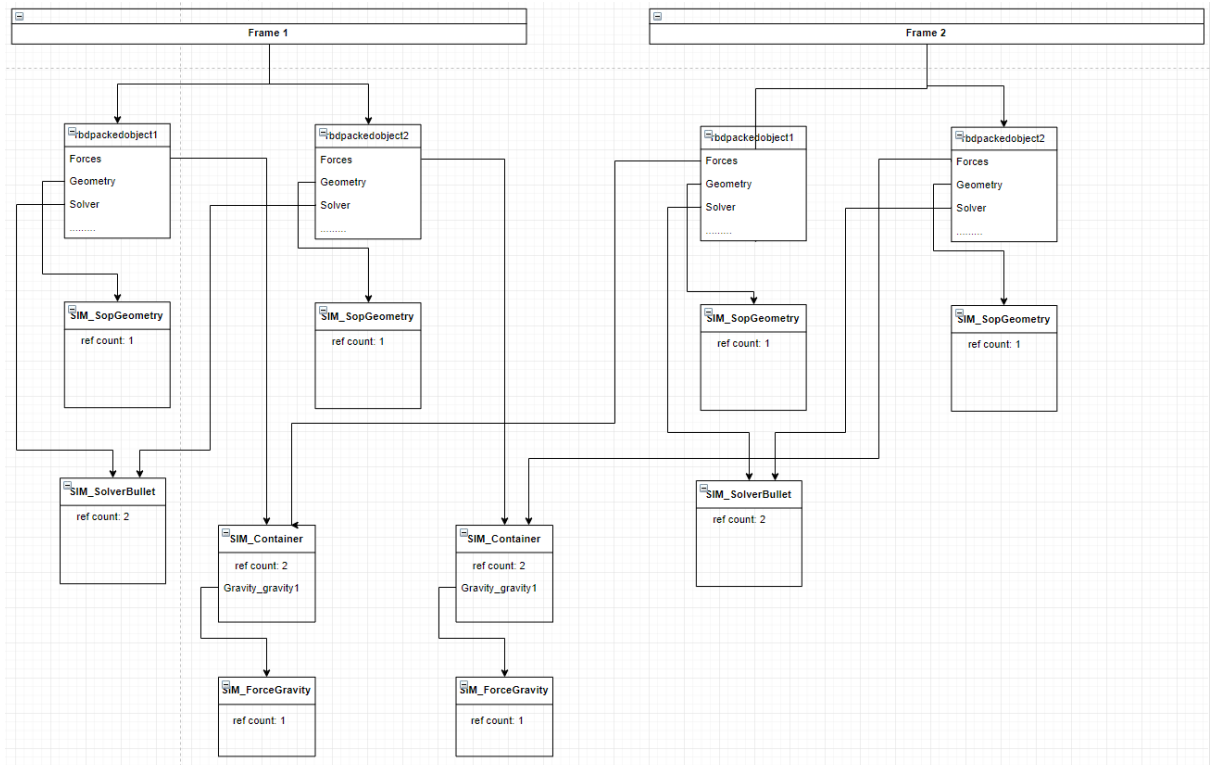 Frame 1
Frame 2
rbdpackedobject1
Forces
Geometry
Solver
.........
rbdpackedobject2
Forces
Geometry
Solver
.........
rbdpackedobject1
Forces
Geometry
Solver
.........
rbdpackedobject2
Forces
Geometry
Solver
.........
SIM_SopGeometry
ref count: 1
SIM_SopGeometry
ref count: 1
SIM_SopGeometry
ref count: 1
SIM_SopGeometry
ref count: 1
SIM_SolverBullet
ref count: 2
SIM_Container
ref count: 2
Gravity_gravity1
SIM_Container
ref count: 2
Gravity_gravity1
SIM_SolverBullet
ref count: 2
SIM_ForceGravity
ref count: 1
SIM_ForceGravity
ref count: 1